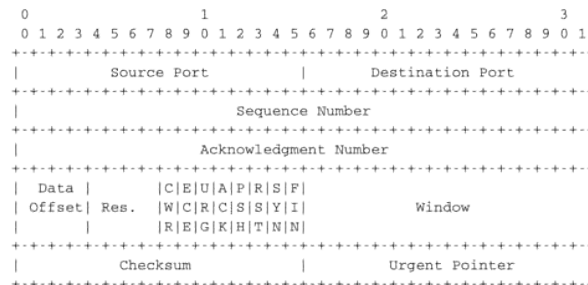 0                   1                   2                   3
0 1 2 3 4 5 6 7 8 9 0 1 2 3 4 5 6 7 8 9 0 1 2 3 4 5 6 7 8 9 0 1
+-+-+-+-+-+-+-+-+-+-+-+-+-+-+-+-+-+-+-+-+-+-+-+-+-+-+-+-+-+-+-+-
|          Source Port          |       Destination Port
+-+-+-+-+-+-+-+-+-+-+-+-+-+-+-+-+-+-+-+-+-+-+-+-+-+-+-+-+-+-+-+-
|                        Sequence Number
+-+-+-+-+-+-+-+-+-+-+-+-+-+-+-+-+-+-+-+-+-+-+-+-+-+-+-+-+-+-+-+-
|                    Acknowledgment Number
+-+-+-+-+-+-+-+-+-+-+-+-+-+-+-+-+-+-+-+-+-+-+-+-+-+-+-+-+-+-+-+-
|  Data |       |C|E|U|A|P|R|S|F|
| Offset| Res.  |W|C|R|C|S|S|Y|I|            Window
|       |       |R|E|G|K|H|T|N|N|
+-+-+-+-+-+-+-+-+-+-+-+-+-+-+-+-+-+-+-+-+-+-+-+-+-+-+-+-+-+-+-+-
|           Checksum            |         Urgent Pointer
+-+-+-+-+-+-+-+-+-+-+-+-+-+-+-+-+-+-+-+-+-+-+-+-+-+-+-+-+-+-+-+-